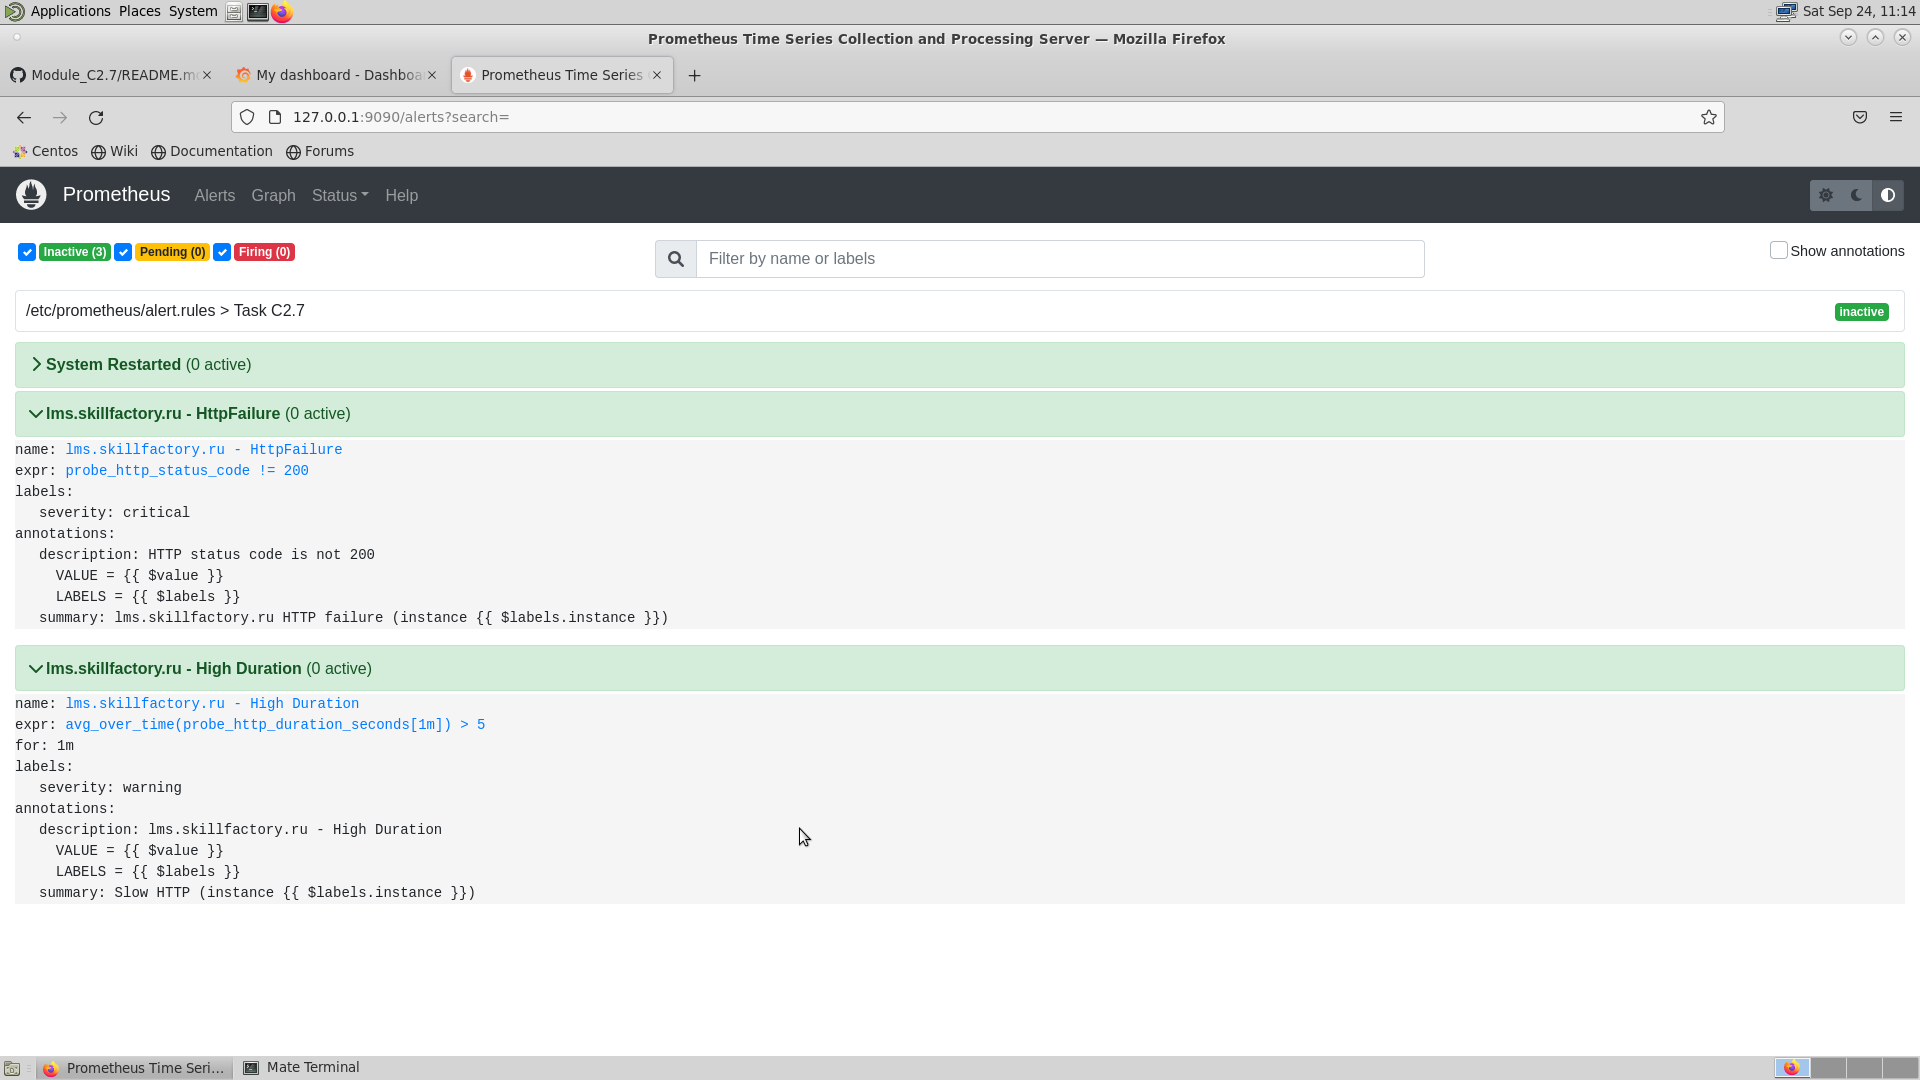 Applications Places System
Sat Sep 24, 11:14
Prometheus Time Series Collection and Processing Server — Mozilla Firefox
Module_C2.7/README.m
My dashboard - Dashboa
Prometheus Time Series
127.0.0.1:9090/alerts?search=
Centos Wiki Documentation Forums
Prometheus Alerts Graph Status Help
Inactive (3) Pending (0) Firing (0)
Filter by name or labels
Show annotations
/etc/prometheus/alert.rules > Task C2.7
inactive
System Restarted (0 active)
lms.skillfactory.ru - HttpFailure (0 active)
name: lms.skillfactory.ru - HttpFailure
expr: probe_http_status_code != 200
labels:
severity: critical
annotations:
description: HTTP status code is not 200
VALUE = {{ $value }}
LABELS = {{ $labels }}
summary: lms.skillfactory.ru HTTP failure (instance {{ $labels.instance }})
lms.skillfactory.ru - High Duration (0 active)
name: lms.skillfactory.ru - High Duration
expr: avg_over_time(probe_http_duration_seconds[1m]) > 5
for: 1m
labels:
severity: warning
annotations:
description: lms.skillfactory.ru - High Duration
VALUE = {{ $value }}
LABELS = {{ $labels }}
summary: Slow HTTP (instance {{ $labels.instance }})
Prometheus Time Seri...
Mate Terminal